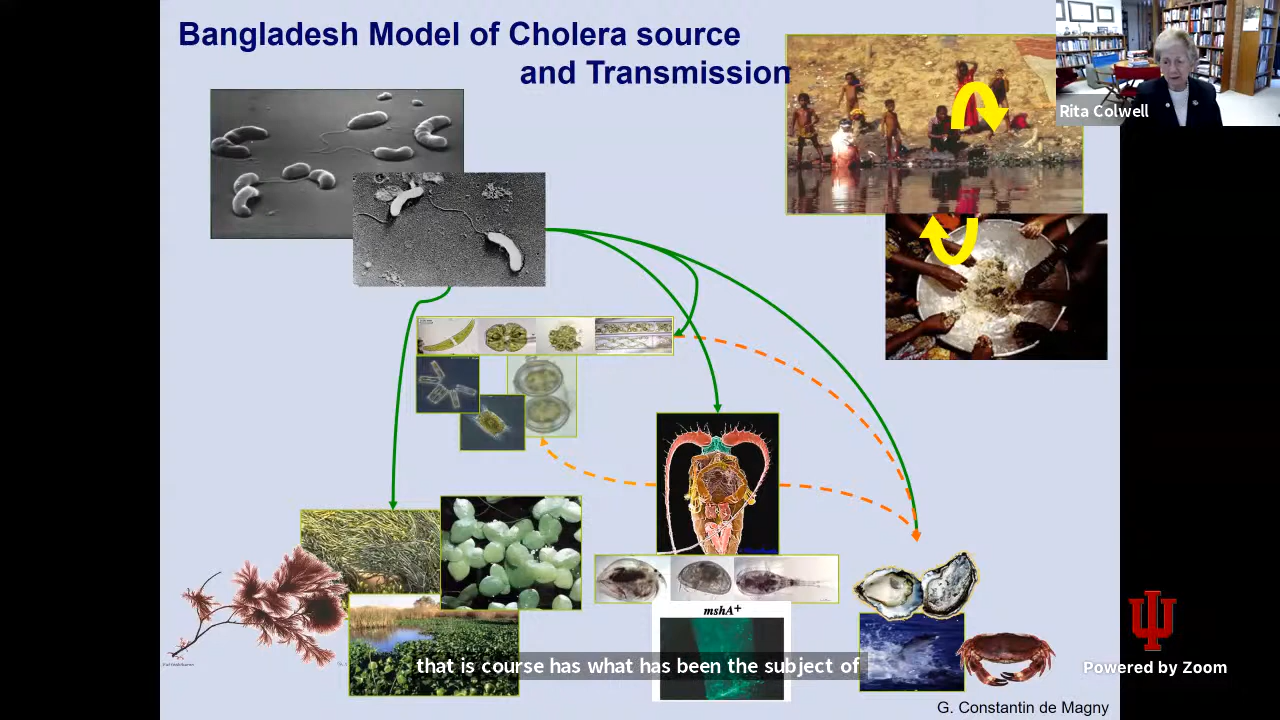 Bangladesh Model of Cholera source
and Transmission
Rita Colwell
mshA+
that is course has what has been the subject of
Powered by Zoom
G. Constantin de Magny